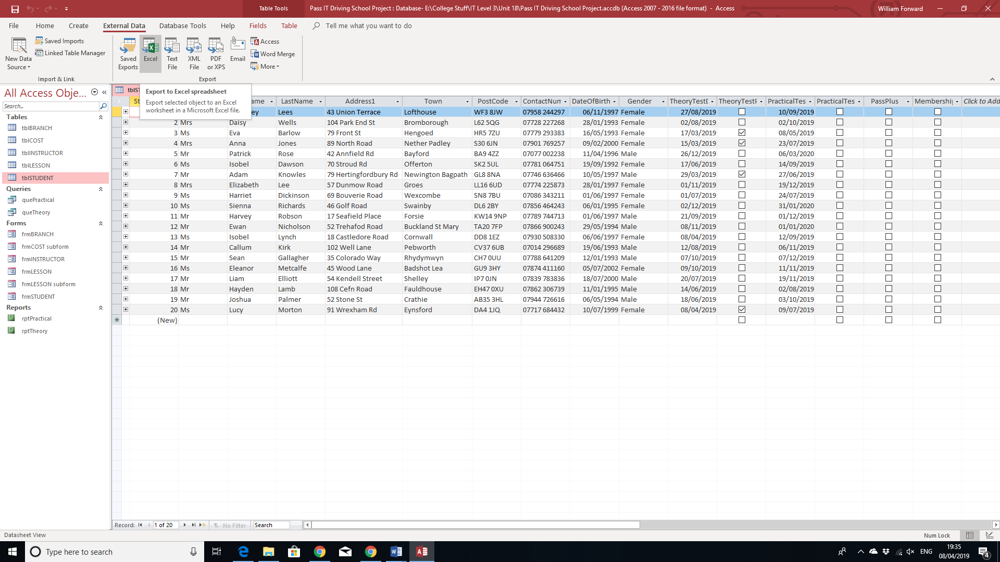 Table Tools
Pass IT Driving School Project : Database- E:\College Stuff\IT Level 3\Unit 18\Pass IT Driving School Project.accdb (Access 2007 - 2016 file format) - Access
William Forward
File Home Create External Data Database Tools Help Fields Table Tell me what you want to do
New Data Source
Saved Imports
Linked Table Manager
Import & Link
Saved Exports
Excel
Text File
XML File
PDF or XPS
Email
Access
Word Merge
More
Export
All Access Obje...
Search...
Tables
tblBRANCH
tblCOST
tblINSTRUCTOR
tblLESSON
tblSTUDENT
Queries
quePractical
queTheory
Forms
frmBRANCH
frmCOST subform
frmINSTRUCTOR
frmLESSON
frmLESSON subform
frmSTUDENT
Reports
rptPractical
rptTheory
Export to Excel spreadsheet
Export selected object to an Excel
worksheet in a Microsoft Excel file.
LastName Address1 Town PostCode ContactNum DateOfBirth Gender TheoryTestD TheoryTestP PracticalTes PracticalTes PassPlus Membership Click to Add
Lees 43 Union Terrace Lofthouse WF3 8JW 07958 244297 06/11/1997 Female 27/08/2019 10/09/2019
2 Mrs Daisy Wells 104 Park End St Bromborough L62 5QG 07728 227268 28/01/1993 Female 02/08/2019 02/10/2019
3 Ms Eva Barlow 79 Front St Hengoed HR5 7ZU 07779 293383 16/05/1993 Female 17/03/2019 08/05/2019
4 Mrs Anna Jones 89 North Road Nether Padley S30 6JN 07901 769257 09/02/2000 Female 15/03/2019 23/07/2019
5 Mr Patrick Rose 42 Annfield Rd Bayford BA9 4ZZ 07077 002238 11/04/1996 Male 26/12/2019 06/03/2020
6 Ms Isobel Dawson 70 Stroud Rd Offerton SK2 5UL 07781 064751 19/09/1992 Female 17/06/2019 14/09/2019
7 Mr Adam Knowles 79 Hertingfordbury Rd Newington Bagpath GL8 8NA 07746 636466 10/05/1997 Male 29/03/2019 27/06/2019
8 Mrs Elizabeth Lee 57 Dunmow Road Groes LL16 6UD 07774 225873 28/01/1997 Female 01/11/2019 19/12/2019
9 Ms Harriet Dickinson 69 Bouverie Road Wexcombe SN8 7BU 07086 343211 01/06/1997 Female 01/07/2019 24/07/2019
10 Ms Sienna Richards 46 Golf Road Swainby DL6 2BY 07856 464243 06/01/1995 Female 02/12/2019 31/01/2020
11 Mr Harvey Robson 17 Seafield Place Forsie KW14 9NP 07789 744713 01/06/1997 Male 21/09/2019 01/12/2019
12 Mr Ewan Nicholson 52 Trehafod Road Buckland St Mary TA20 7FP 07866 900243 29/05/1994 Male 08/11/2019 01/01/2020
13 Ms Isobel Lynch 18 Castledore Road Cornwall DD8 1EZ 07930 508330 06/06/1997 Female 08/04/2019 12/09/2019
14 Mr Callum Kirk 102 Well Lane Pebworth CV37 6UB 07014 296689 19/06/1993 Male 12/08/2019 06/11/2019
15 Mr Sean Gallagher 35 Colorado Way Rhydymwyn CH7 0UU 07788 641209 12/01/1993 Male 07/10/2019 07/12/2019
16 Ms Eleanor Metcalfe 45 Wood Lane Badshot Lea GU9 3HY 07874 411160 05/07/2002 Female 09/10/2019 11/11/2019
17 Mr Liam Elliott 54 Kendell Street Shelley IP7 0JN 07839 783836 18/07/2000 Male 20/07/2019 19/11/2019
18 Mr Hayden Lamb 108 Cefn Road Fauldhouse EH47 0XU 07862 306739 11/01/1995 Male 14/06/2019 02/08/2019
19 Mr Joshua Palmer 52 Stone St Crathie AB35 3HL 07944 726616 06/05/1994 Male 18/06/2019 03/10/2019
20 Ms Lucy Morton 91 Wrexham Rd Eynsford DA4 1JQ 07717 684432 10/07/1999 Female 08/04/2019 09/07/2019
(New)
Record: 1 of 20 No Filter Search
Datasheet View
Num Lock
Type here to search
ENG
19:35
08/04/2019
4